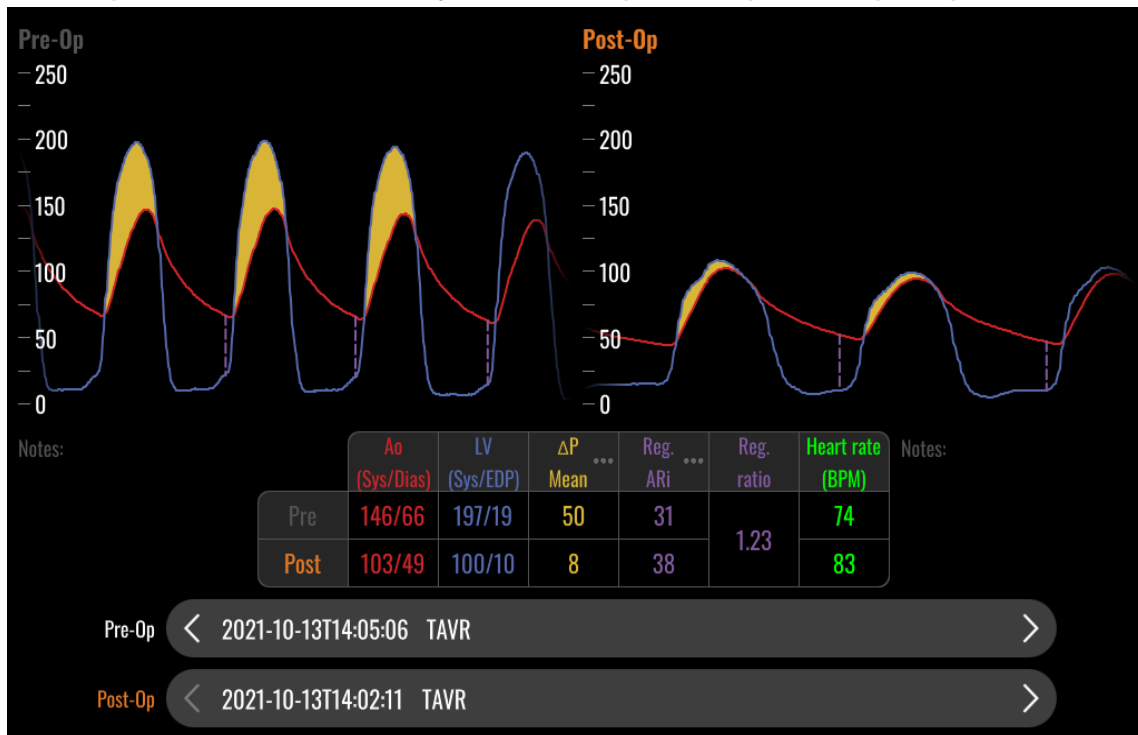 Pre-Op
Post-Op
250
200
150
100
50
0
250
200
150
100
50
0
Notes:
Ao (Sys/Dias)
LV (Sys/EDP)
ΔP Mean ...
Reg. ARi ...
Reg. ratio
Heart rate (BPM)
Notes:
Pre 146/66 197/19 50 31 1.23 74
Post 103/49 100/10 8 38 83
Pre-Op < 2021-10-13T14:05:06 TAVR >
Post-Op < 2021-10-13T14:02:11 TAVR >